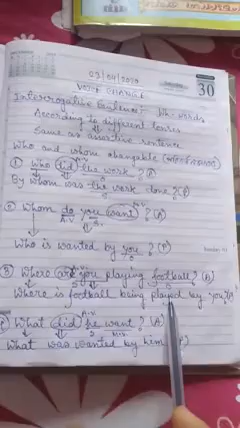 02/04/2020
30
VOICE CHANGE
Interrogative Sentence:- Wh-words
According to different tenses
Same as assertive sentence
Who and whom changable
① Who did the work? (A)
By whom was the work done? (P)
② Whom do you want? (A)
Who is wanted by you? (P)
③ Where are you playing football? (A)
Where is football being played by you?
What did he want? (A)
What was wanted by him (P)